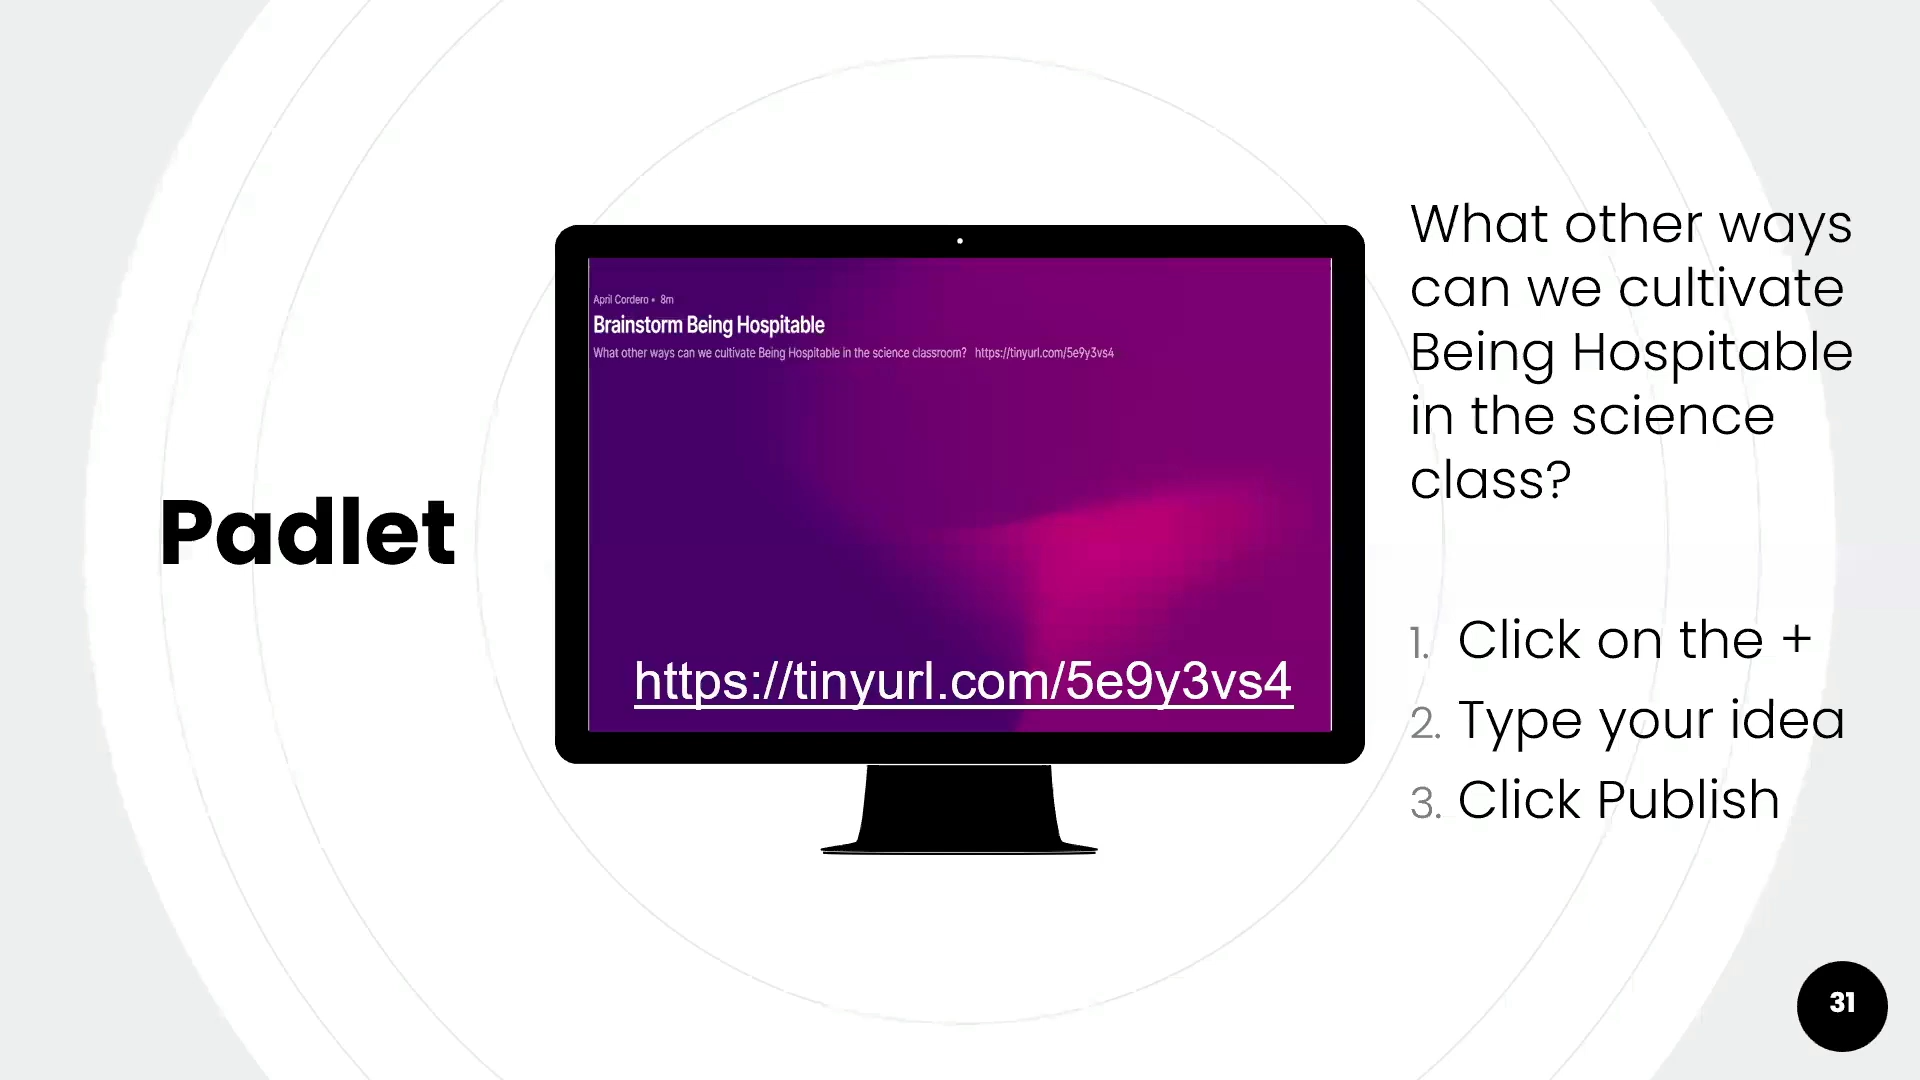 Padlet
April Cordero • 8m
Brainstorm Being Hospitable
What other ways can we cultivate Being Hospitable in the science classroom? https://tinyurl.com/5e9y3vs4
https://tinyurl.com/5e9y3vs4
What other ways
can we cultivate
Being Hospitable
in the science
class?
1. Click on the +
2. Type your idea
3. Click Publish
31